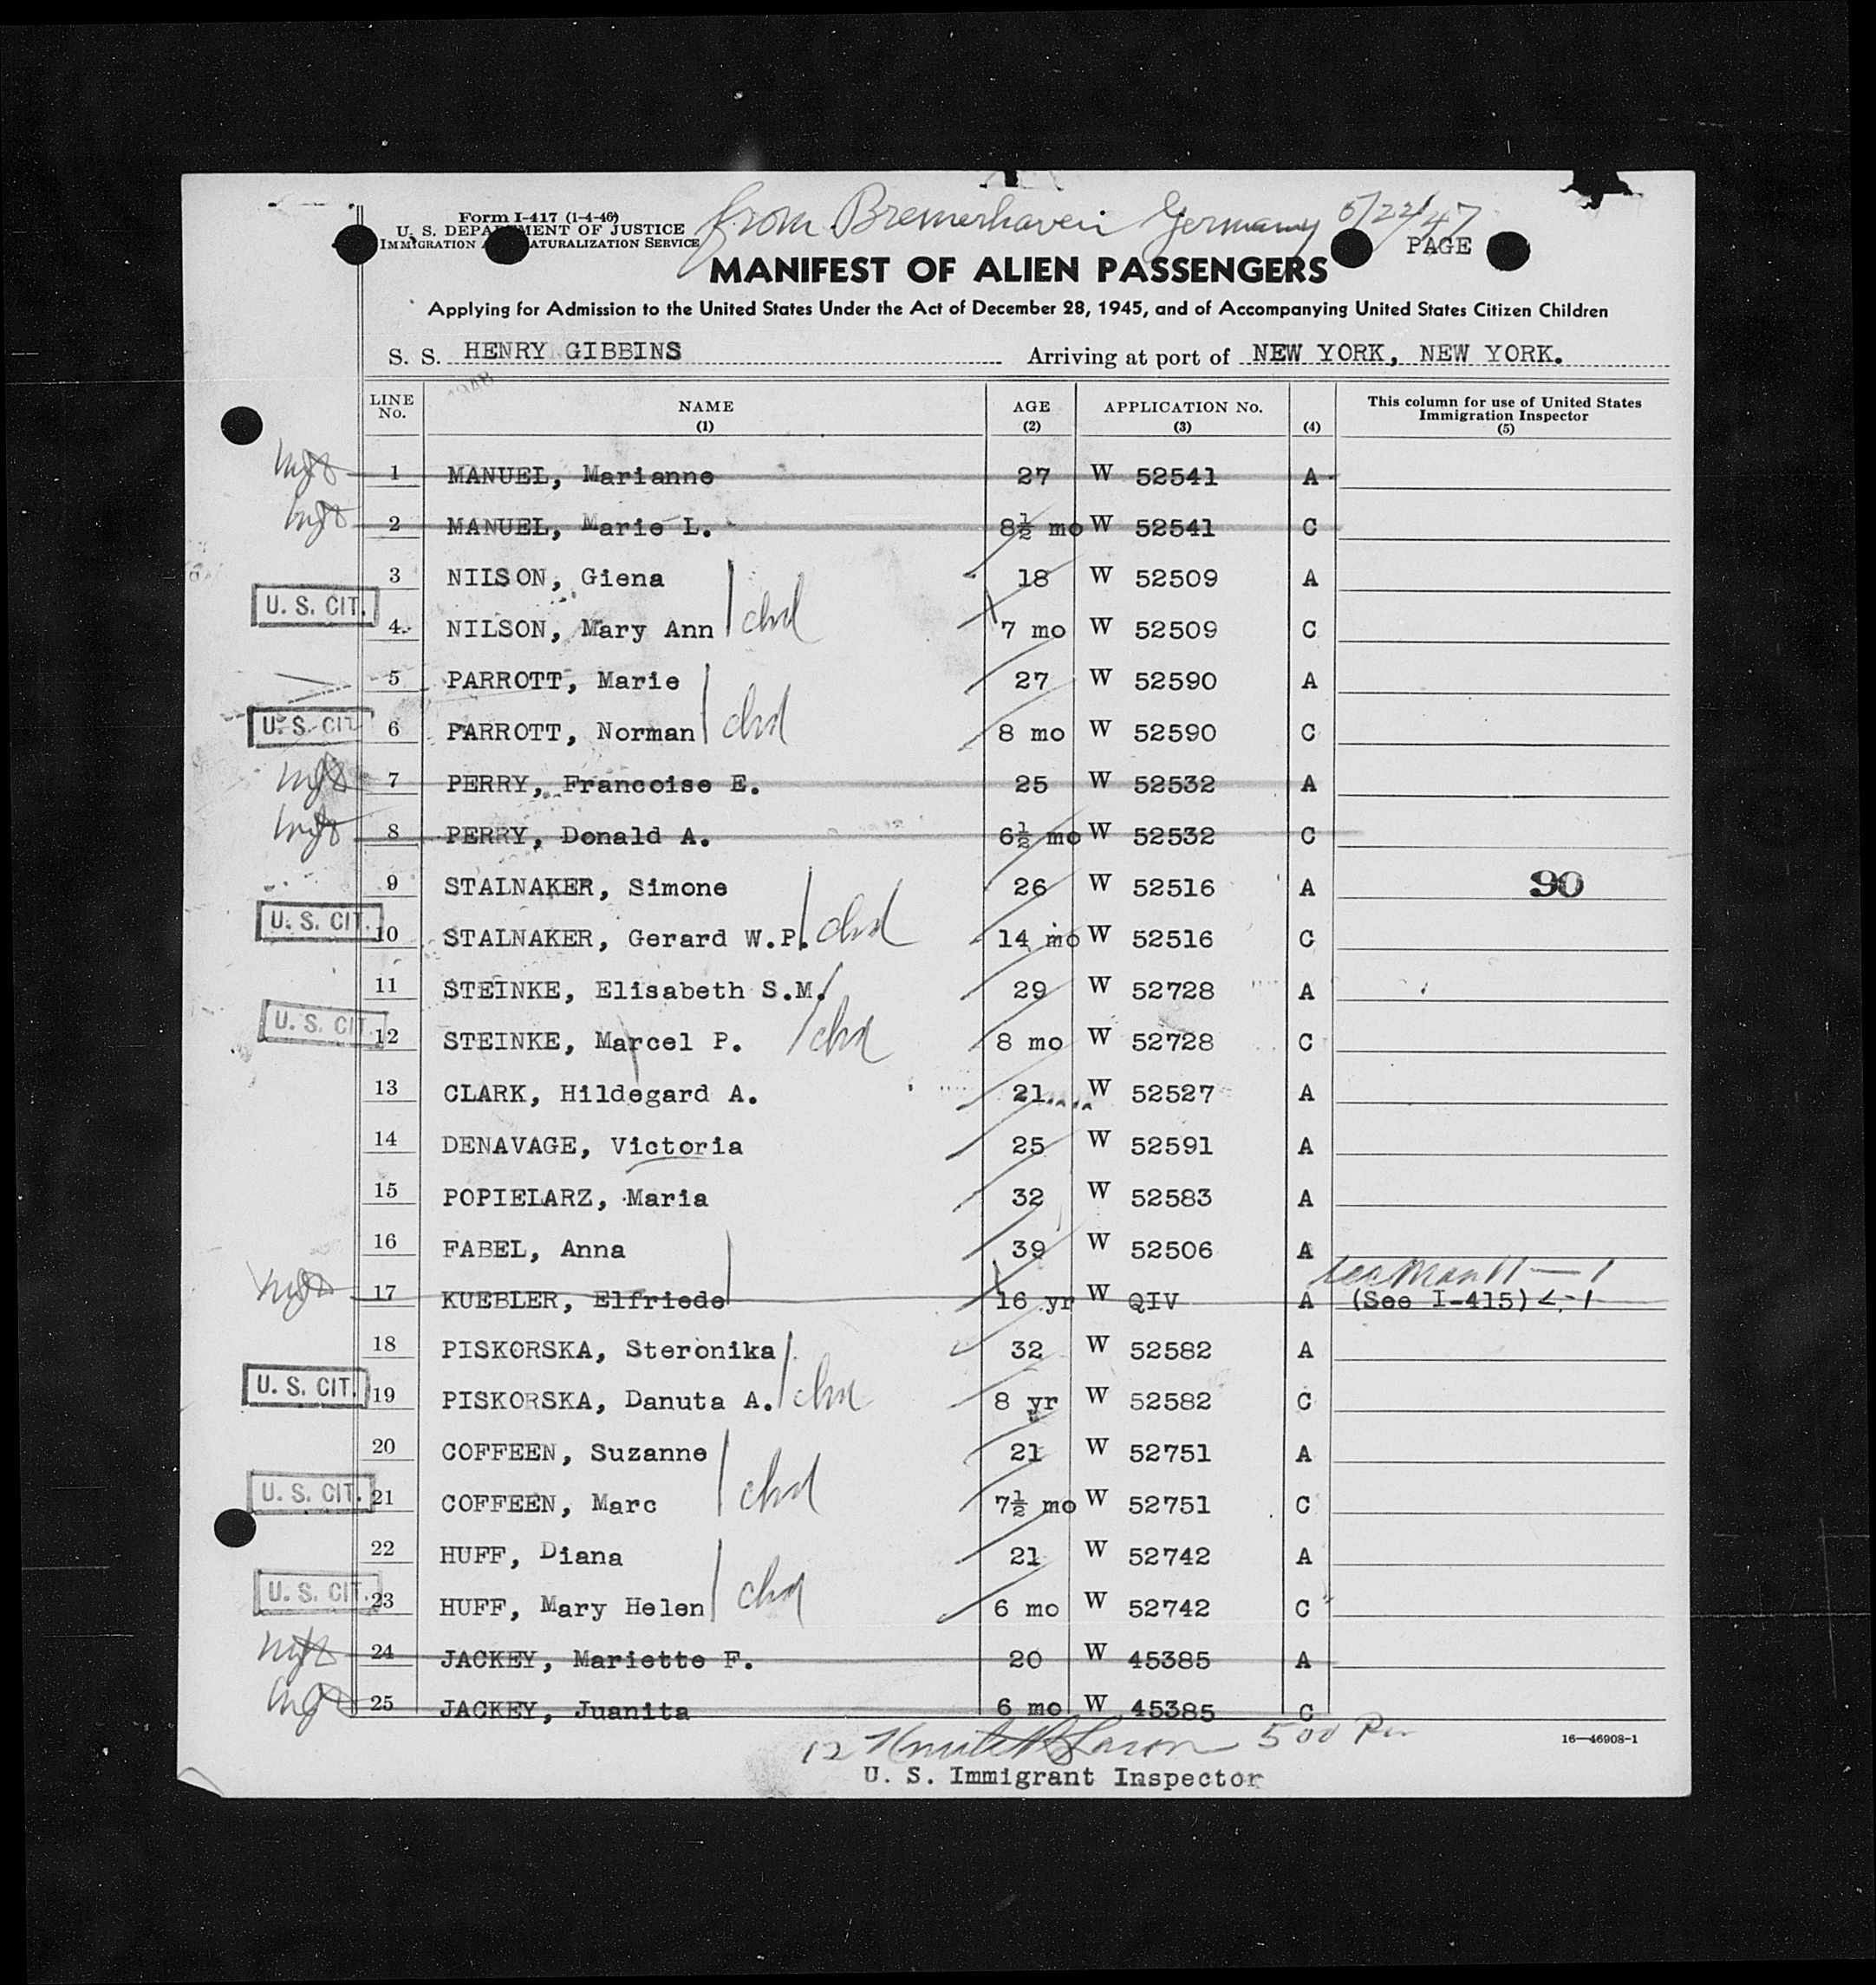 from Bremerhaven Germany 5/22/47
Form I-417 (1-4-46)
U. S. DEPARTMENT OF JUSTICE
IMMIGRATION NATURALIZATION SERVICE
PAGE
MANIFEST OF ALIEN PASSENGERS
Applying for Admission to the United States Under the Act of December 28, 1945, and of Accompanying United States Citizen Children
S. S. HENRY GIBBINS Arriving at port of NEW YORK, NEW YORK.
LINE No. NAME (1) AGE (2) APPLICATION No. (3) (4) This column for use of United States Immigration Inspector (5)
1 MANUEL, Marianne 27 W 52541 A
2 MANUEL, Marie L. 8½ mo W 52541 C
3 NILSON, Giena 18 W 52509 A
U. S. CIT.
4 NILSON, Mary Ann chd 7 mo W 52509 C
5 PARROTT, Marie 27 W 52590 A
U. S. CIT
6 PARROTT, Norman chd 8 mo W 52590 C
7 PERRY, Francoise E. 25 W 52532 A
8 PERRY, Donald A. 6½ mo W 52532 C
9 STALNAKER, Simone 26 W 52516 A 90
U. S. CIT.
10 STALNAKER, Gerard W.P. chd 14 mo W 52516 C
11 STEINKE, Elisabeth S.M. 29 W 52728 A
U. S. CIT.
12 STEINKE, Marcel P. chd 8 mo W 52728 C
13 CLARK, Hildegard A. 21 W 52527 A
14 DENAVAGE, Victoria 25 W 52591 A
15 POPIELARZ, Maria 32 W 52583 A
16 FABEL, Anna 39 W 52506 A
17 KUEBLER, Elfriede 16 yr W QIV A (See I-415)
18 PISKORSKA, Steronika 32 W 52582 A
U. S. CIT.
19 PISKORSKA, Danuta A. chd 8 yr W 52582 C
20 COFFEEN, Suzanne 21 W 52751 A
U. S. CIT.
21 COFFEEN, Marc chd 7½ mo W 52751 C
22 HUFF, Diana 21 W 52742 A
U. S. CIT.
23 HUFF, Mary Helen chd 6 mo W 52742 C
24 JACKEY, Mariette F. 20 W 45385 A
25 JACKEY, Juanita 6 mo W 45385 C
12 500
16—46908-1
U. S. Immigrant Inspector